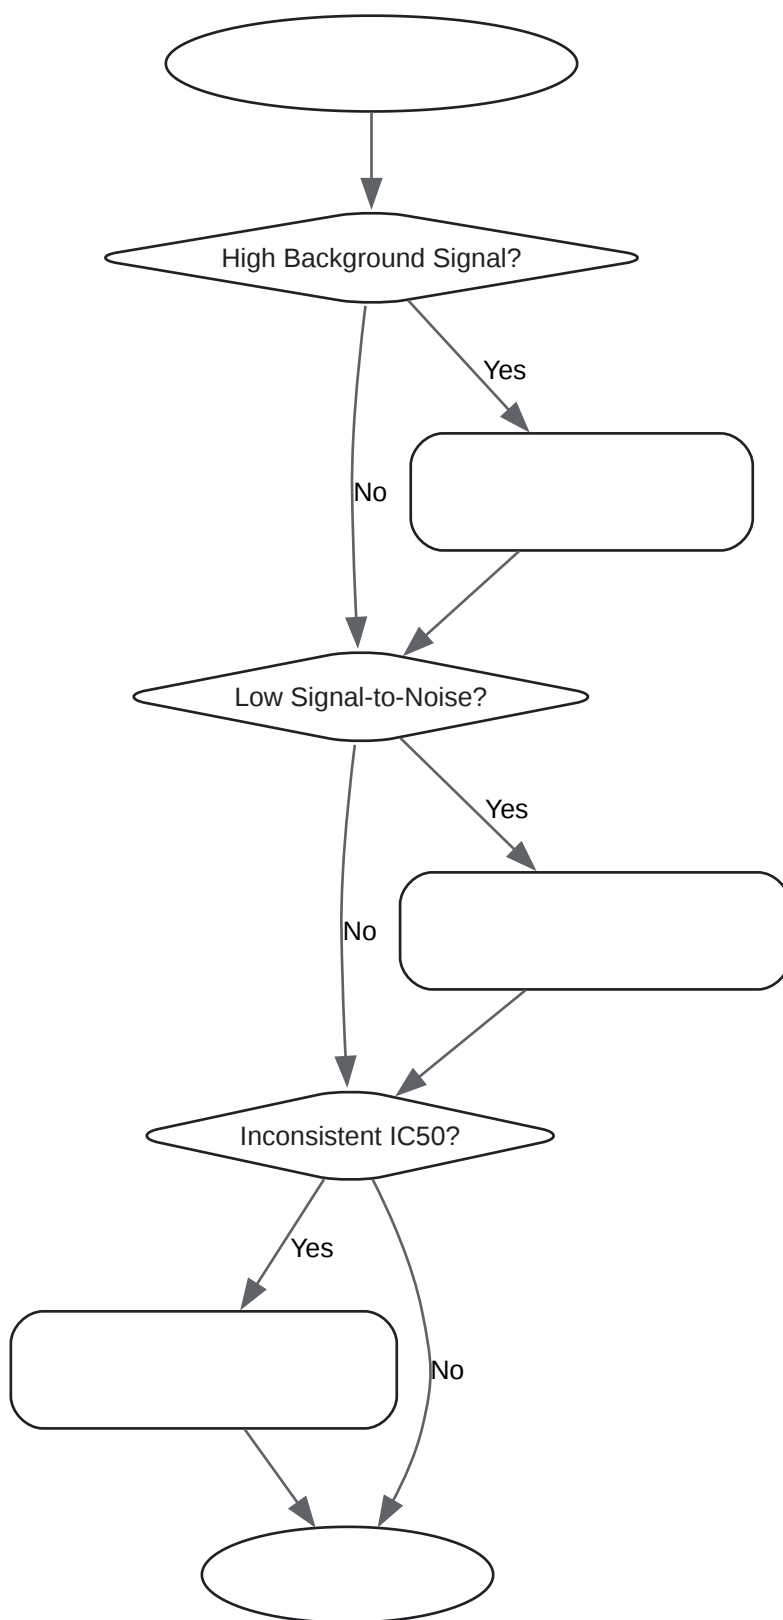 High Background Signal?
Yes
No
Low Signal-to-Noise?
Yes
No
Inconsistent IC50?
Yes
No